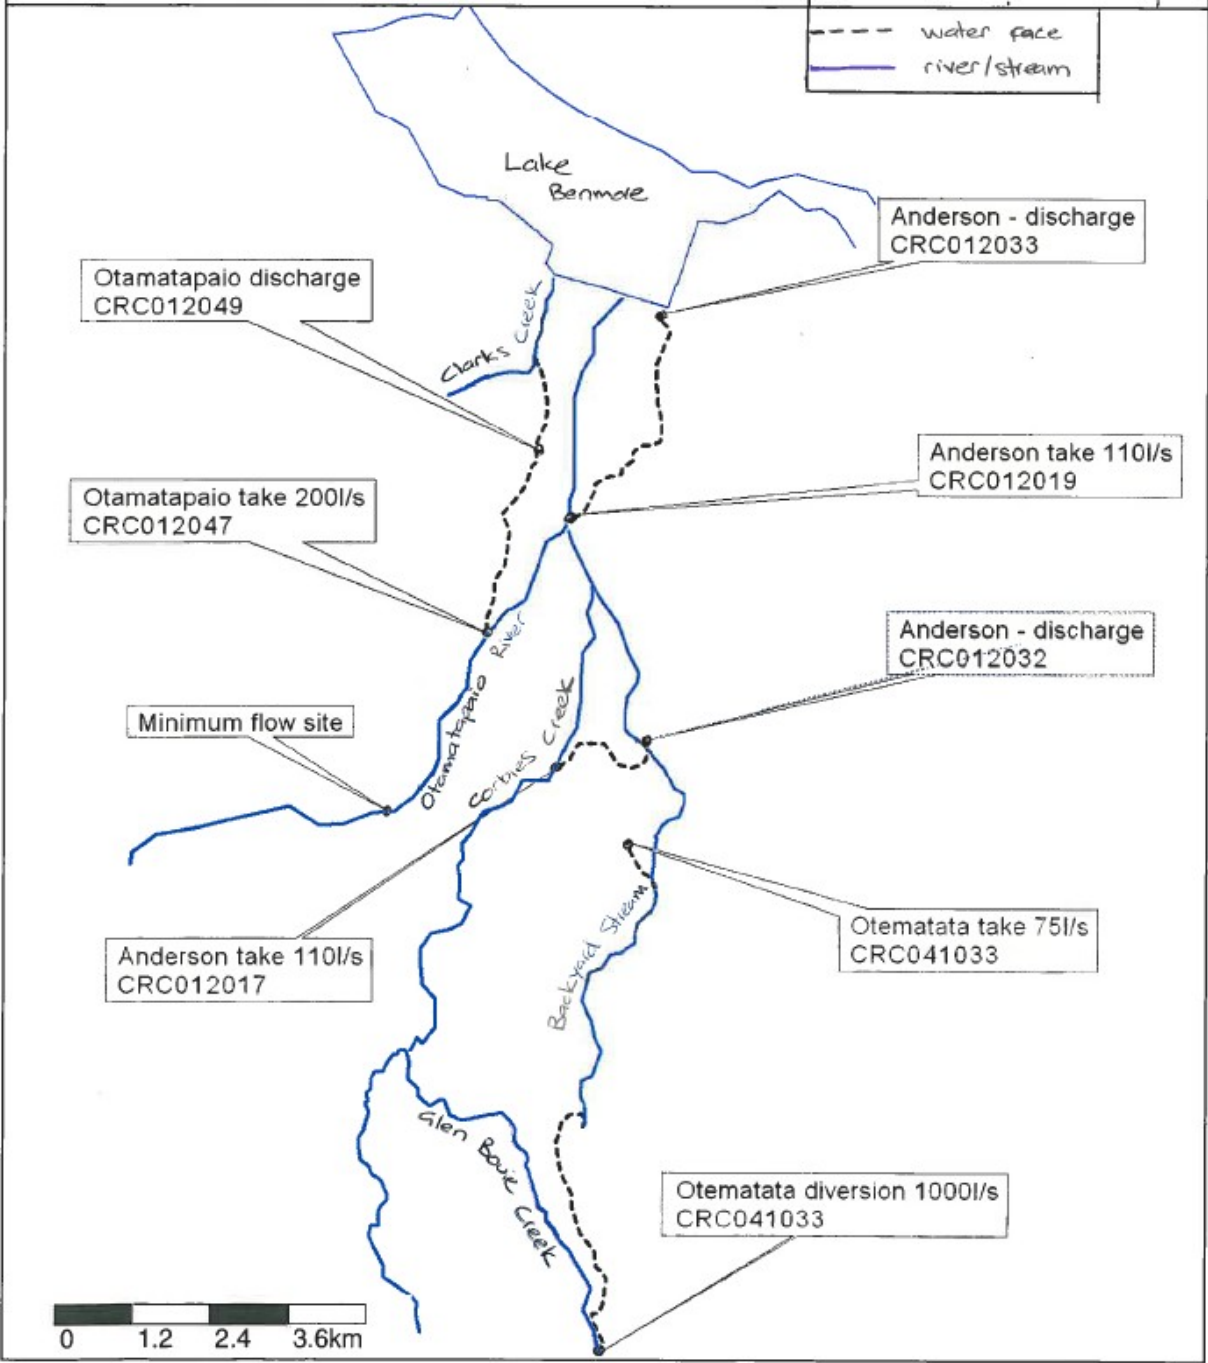 water race
river/stream
Lake
Benmore
Anderson - discharge
CRC012033
Otamatapaio discharge
CRC012049
Clarks Creek
Anderson take 110l/s
CRC012019
Otamatapaio take 200l/s
CRC012047
Otamatapaio River
Anderson - discharge
CRC012032
Minimum flow site
Corbies Creek
Otematata take 75l/s
CRC041033
Backyard Stream
Anderson take 110l/s
CRC012017
Glen Bouie Creek
Otematata diversion 1000l/s
CRC041033
0 1.2 2.4 3.6km